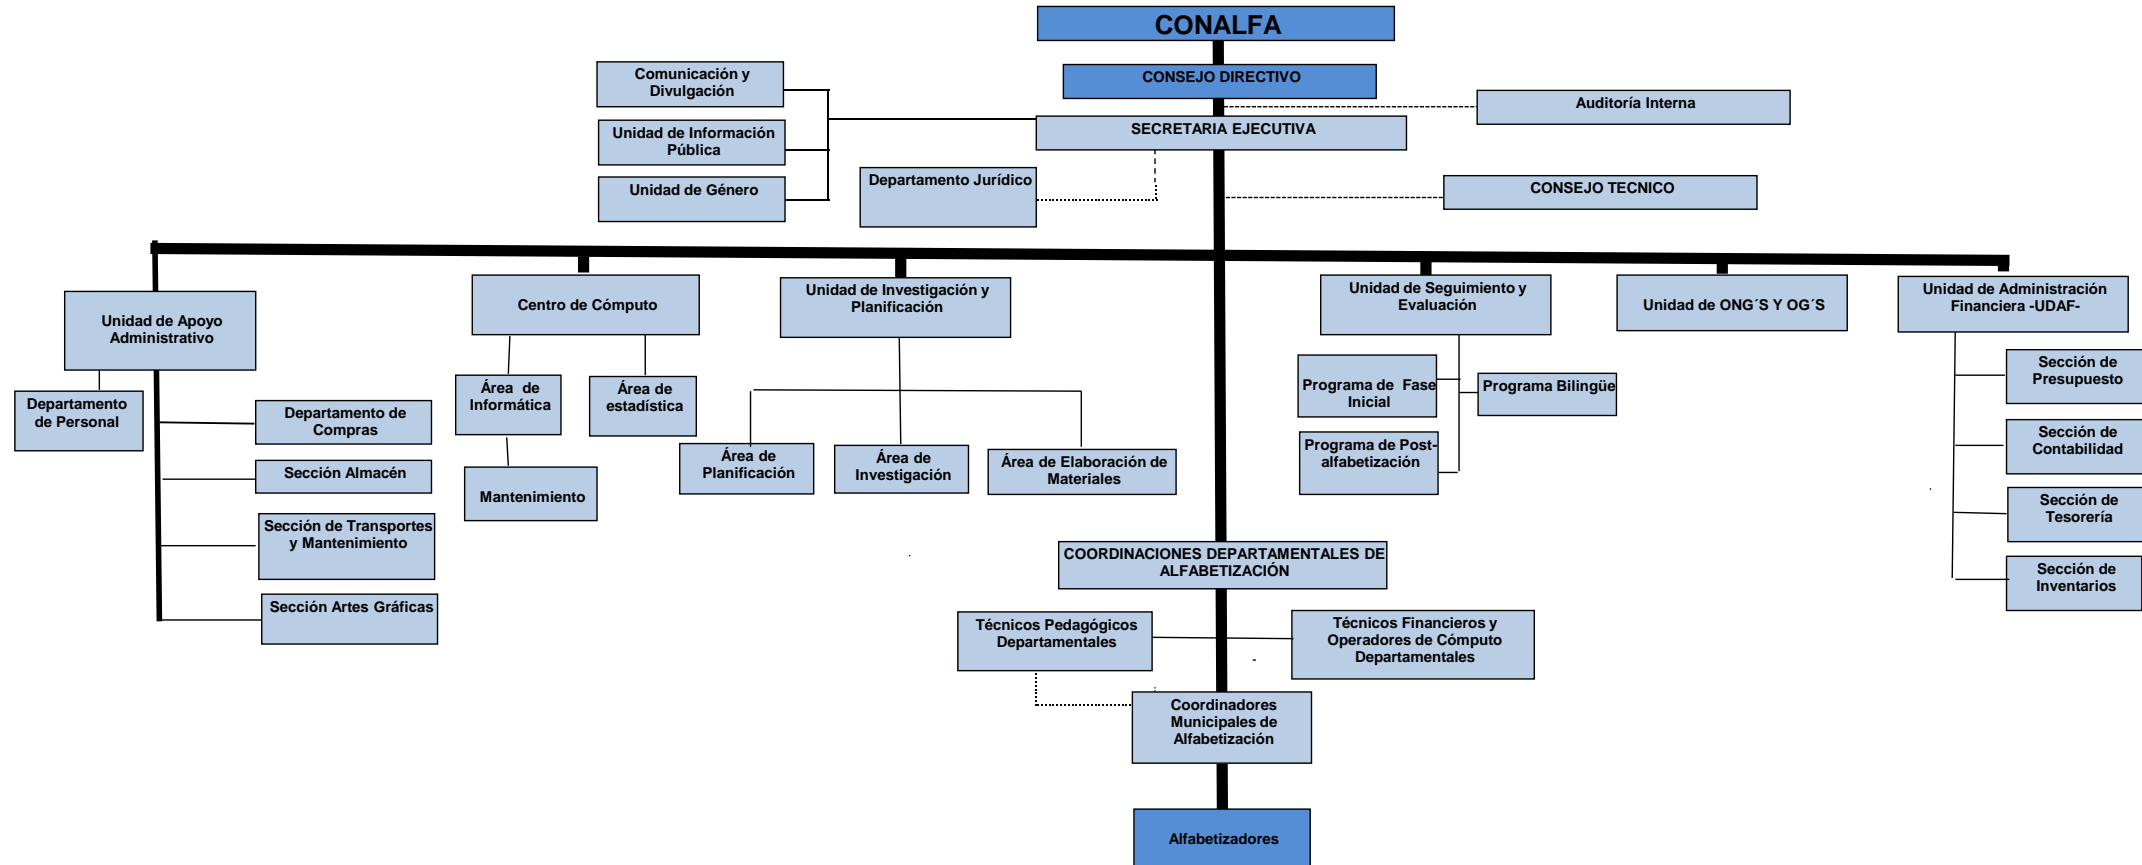 CONALFA
CONSEJO DIRECTIVO
Comunicación y
Divulgación
Auditoría Interna
Unidad de Información
Pública
SECRETARIA EJECUTIVA
Unidad de Género
Departamento Jurídico
CONSEJO TECNICO
Unidad de Apoyo
Administrativo
Centro de Cómputo
Unidad de Investigación y
Planificación
Unidad de Seguimiento y
Evaluación
Unidad de ONG´S Y OG´S
Unidad de Administración
Financiera -UDAF-
Departamento
de Personal
Departamento de
Compras
Sección Almacén
Sección de Transportes
y Mantenimiento
Sección Artes Gráficas
Área de
Informática
Área de
estadística
Mantenimiento
Área de
Planificación
Área de
Investigación
Área de Elaboración de
Materiales
Programa de Fase
Inicial
Programa Bilingüe
Programa de Post-
alfabetización
Sección de
Presupuesto
Sección de
Contabilidad
Sección de
Tesorería
Sección de
Inventarios
COORDINACIONES DEPARTAMENTALES DE
ALFABETIZACIÓN
Técnicos Pedagógicos
Departamentales
Técnicos Financieros y
Operadores de Cómputo
Departamentales
Coordinadores
Municipales de
Alfabetización
Alfabetizadores